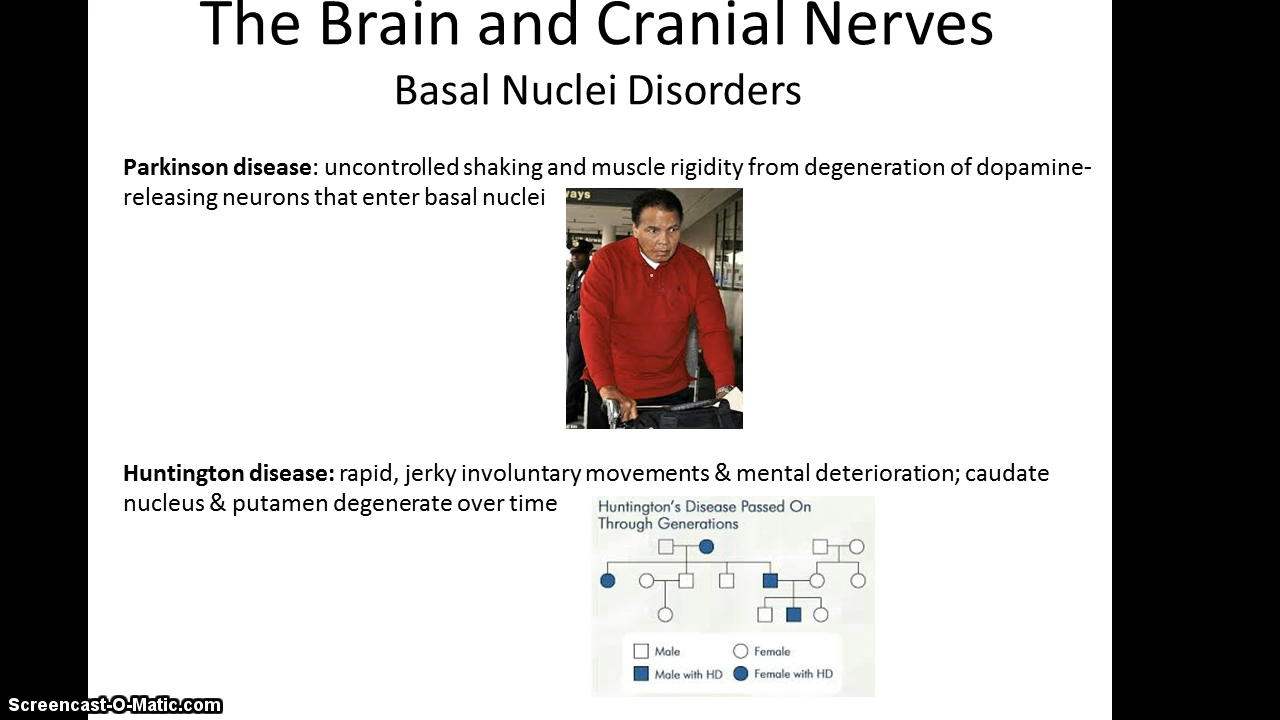 The Brain and Cranial Nerves
Basal Nuclei Disorders
Parkinson disease: uncontrolled shaking and muscle rigidity from degeneration of dopamine-
releasing neurons that enter basal nuclei
ways
Huntington disease: rapid, jerky involuntary movements & mental deterioration; caudate
nucleus & putamen degenerate over time
Huntington's Disease Passed On
Through Generations
Male
Female
Male with HD
Female with HD
Screencast-O-Matic.com